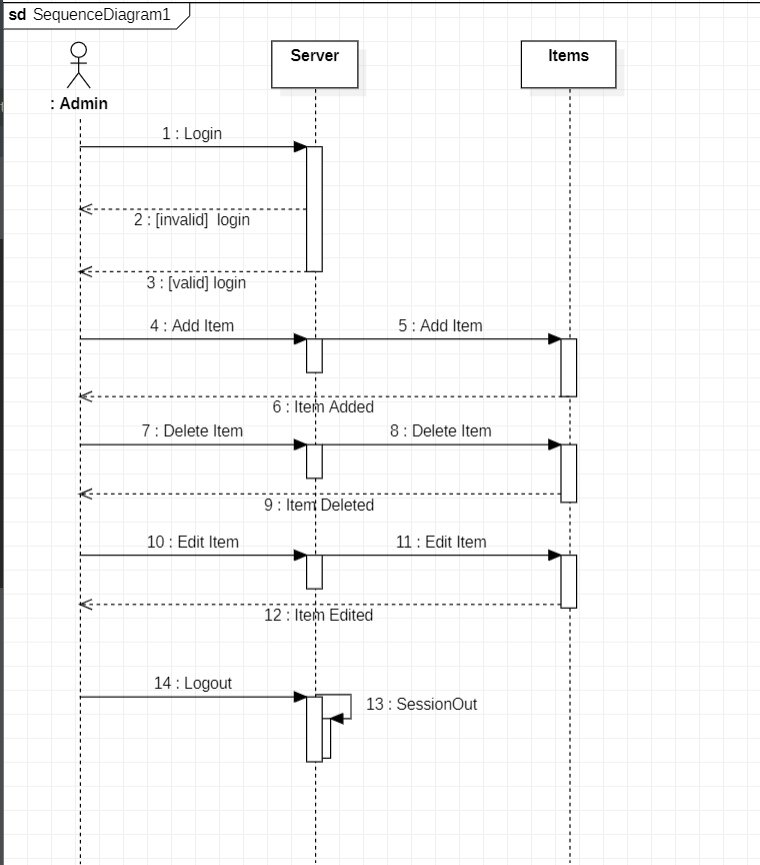 sd SequenceDiagram1
Server
Items
: Admin
1 : Login
2 : [invalid]  login
3 : [valid] login
4 : Add Item
5 : Add Item
6 : Item Added
7 : Delete Item
8 : Delete Item
9 : Item Deleted
10 : Edit Item
11 : Edit Item
12 : Item Edited
14 : Logout
13 : SessionOut